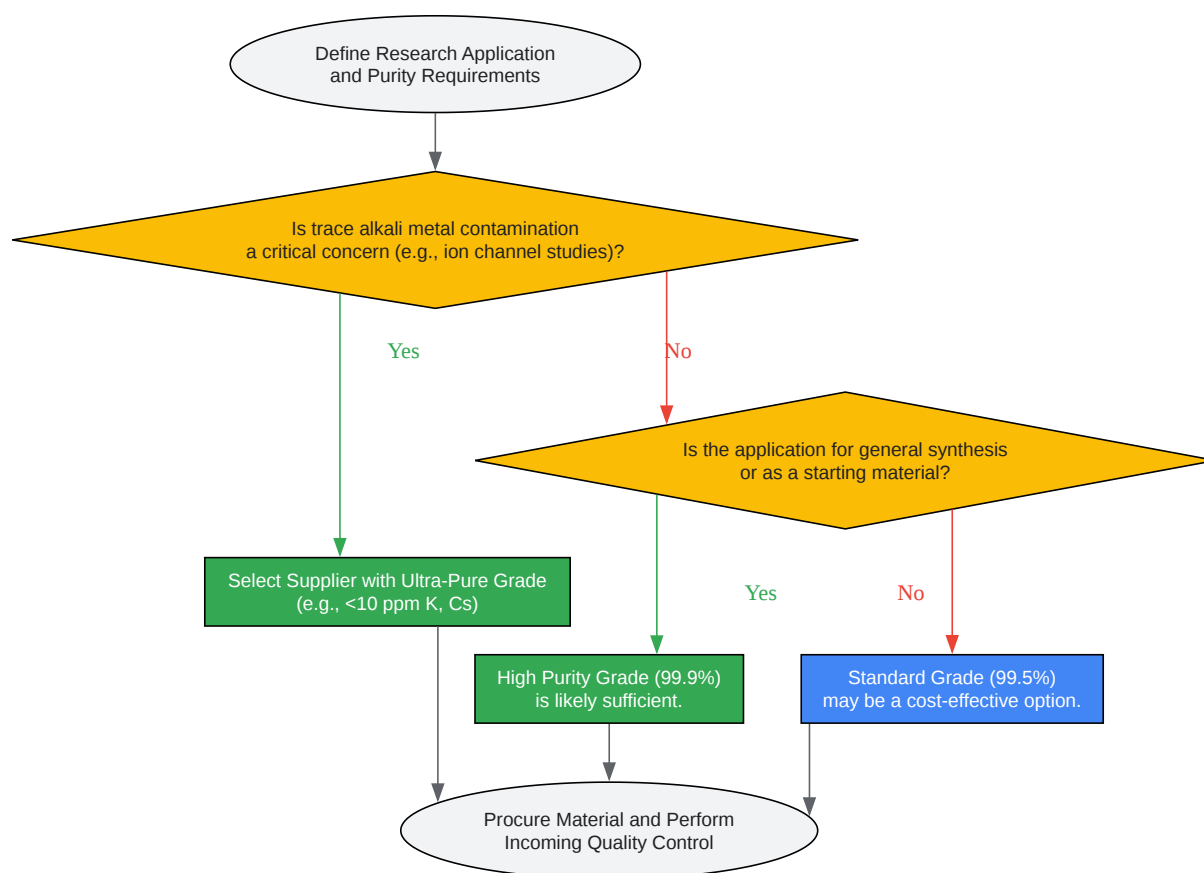 Define Research Application
and Purity Requirements
Is trace alkali metal contamination
a critical concern (e.g., ion channel studies)?
Yes
No
Is the application for general synthesis
or as a starting material?
Select Supplier with Ultra-Pure Grade
(e.g., <10 ppm K, Cs)
Yes
No
High Purity Grade (99.9%)
is likely sufficient.
Standard Grade (99.5%)
may be a cost-effective option.
Procure Material and Perform
Incoming Quality Control